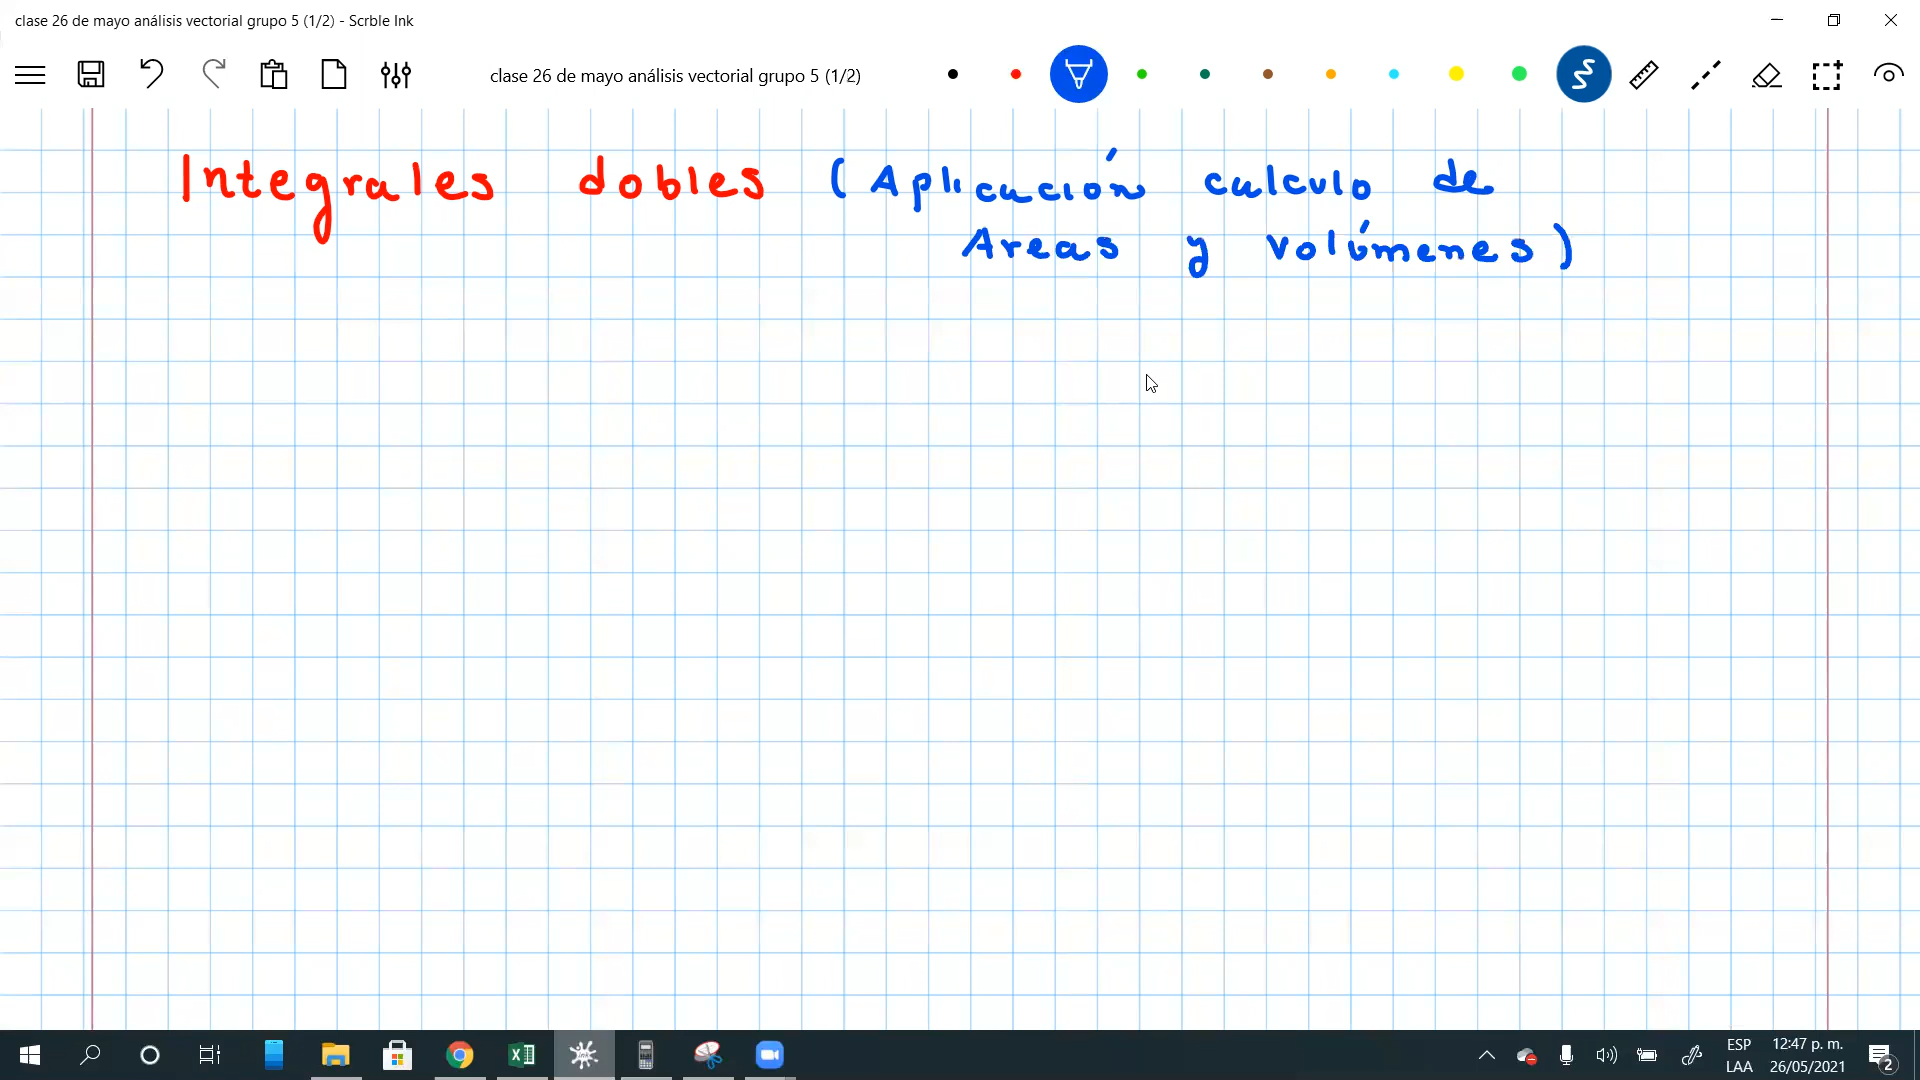 clase 26 de mayo análisis vectorial grupo 5 (1/2) - Scrble Ink
clase 26 de mayo análisis vectorial grupo 5 (1/2)
Integrales dobles (Aplicación calculo de
Areas y volúmenes)
ESP 12:47 p. m.
LAA 26/05/2021
2